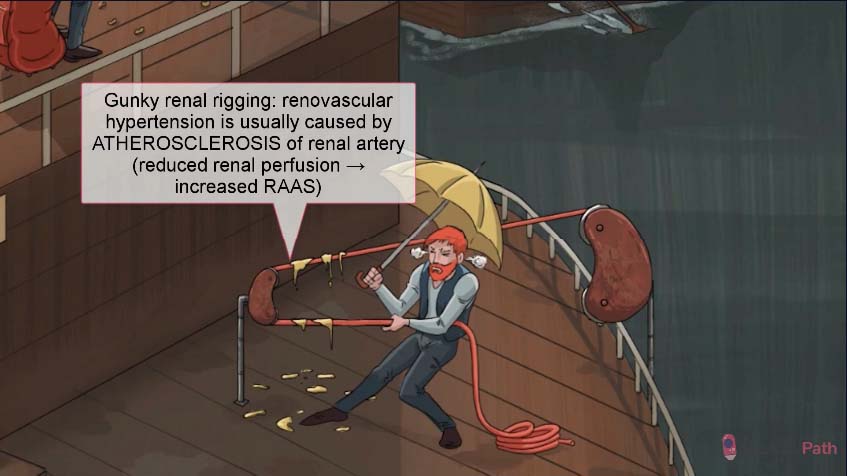 Gunky renal rigging: renovascular
hypertension is usually caused by
ATHEROSCLEROSIS of renal artery
(reduced renal perfusion →
increased RAAS)
Path